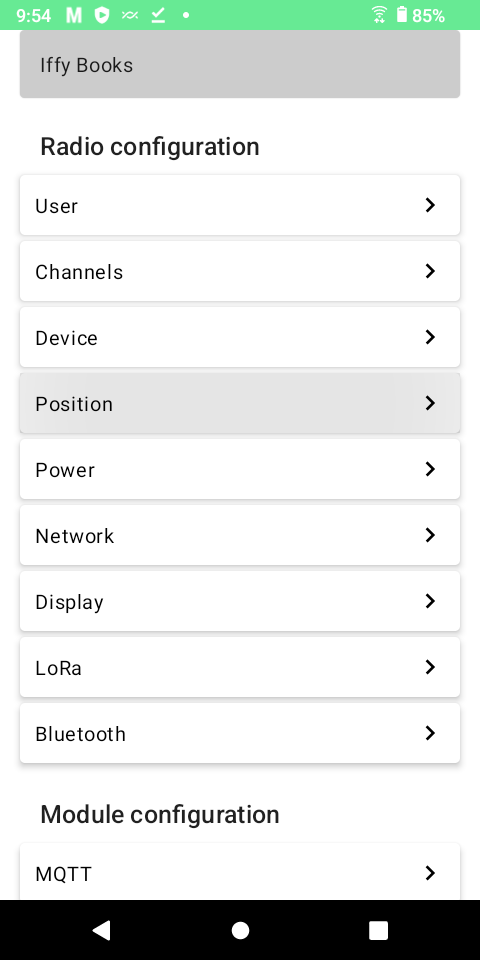 9:54
85%
Iffy Books
Radio configuration
User
Channels
Device
Position
Power
Network
Display
LoRa
Bluetooth
Module configuration
MQTT